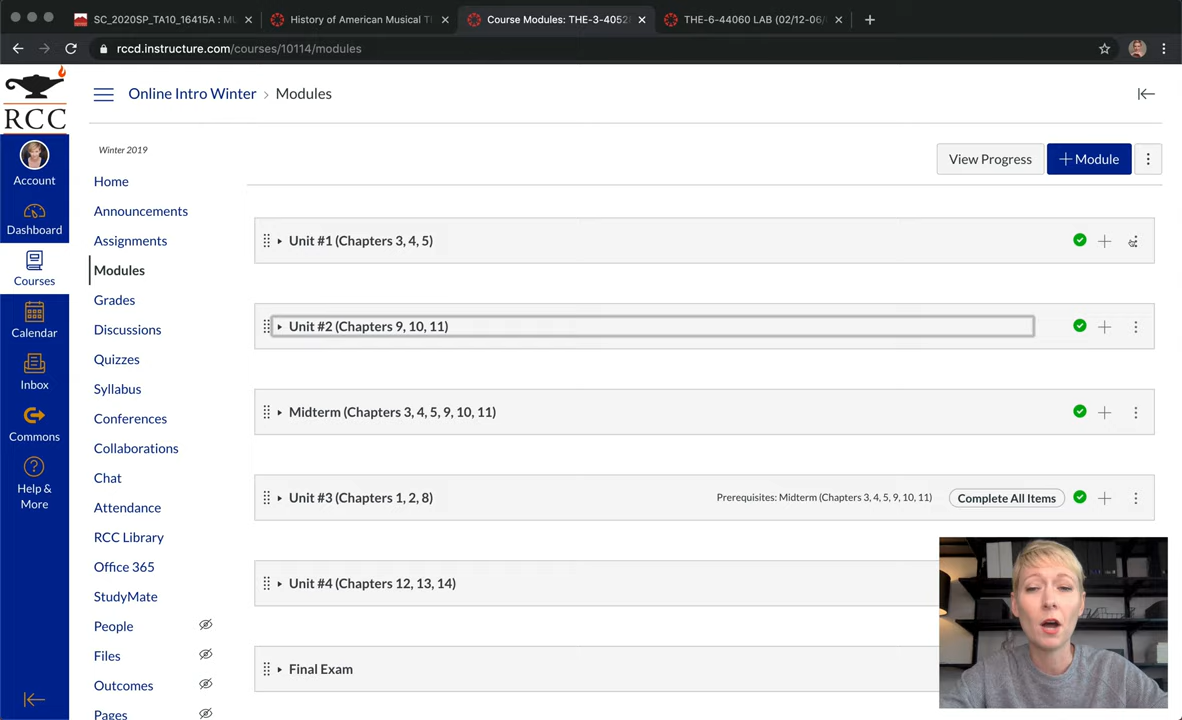 SC_2020SP_TA10_16415A : MU
History of American Musical Th
Course Modules: THE-3-4052
THE-6-44060 LAB (02/12-06/
rccd.instructure.com/courses/10114/modules
RCC
Online Intro Winter › Modules
Winter 2019
View Progress
Module
Account
Dashboard
Courses
Calendar
Inbox
Commons
Help &
More
Home
Announcements
Assignments
Modules
Grades
Discussions
Quizzes
Syllabus
Conferences
Collaborations
Chat
Attendance
RCC Library
Office 365
StudyMate
People
Files
Outcomes
Pages
Unit #1 (Chapters 3, 4, 5)
Unit #2 (Chapters 9, 10, 11)
Midterm (Chapters 3, 4, 5, 9, 10, 11)
Unit #3 (Chapters 1, 2, 8)
Prerequisites: Midterm (Chapters 3, 4, 5, 9, 10, 11)
Complete All Items
Unit #4 (Chapters 12, 13, 14)
Final Exam